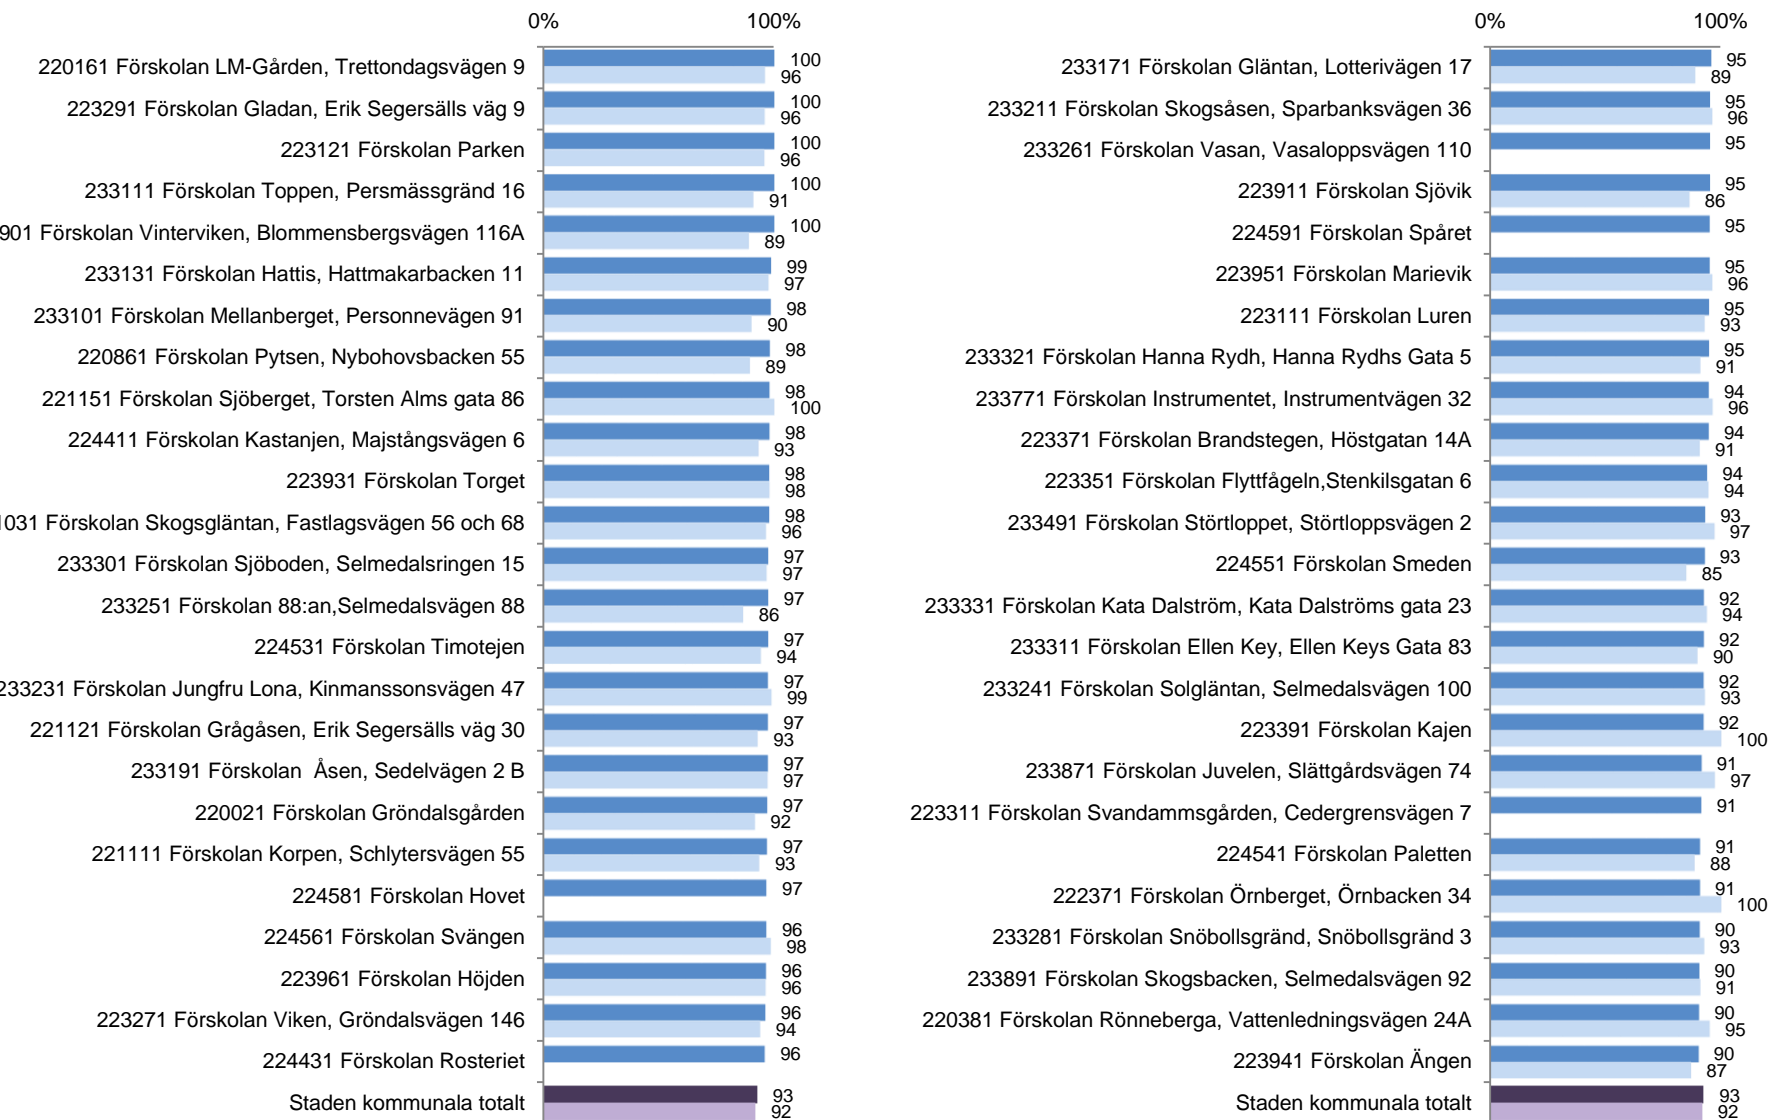 0% 100%
220161 Förskolan LM-Gården, Trettondagsvägen 9 100 96
223291 Förskolan Gladan, Erik Segersälls väg 9 100 96
223121 Förskolan Parken 100 96
233111 Förskolan Toppen, Persmässgränd 16 100 91
901 Förskolan Vinterviken, Blommensbergsvägen 116A 100 89
233131 Förskolan Hattis, Hattmakarbacken 11 99 97
233101 Förskolan Mellanberget, Personnevägen 91 98 90
220861 Förskolan Pytsen, Nybohovsbacken 55 98 89
221151 Förskolan Sjöberget, Torsten Alms gata 86 98 100
224411 Förskolan Kastanjen, Majstångsvägen 6 98 93
223931 Förskolan Torget 98 98
1031 Förskolan Skogsgläntan, Fastlagsvägen 56 och 68 98 96
233301 Förskolan Sjöboden, Selmedalsringen 15 97 97
233251 Förskolan 88:an,Selmedalsvägen 88 97 86
224531 Förskolan Timotejen 97 94
233231 Förskolan Jungfru Lona, Kinmanssonsvägen 47 97 99
221121 Förskolan Grågåsen, Erik Segersälls väg 30 97 93
233191 Förskolan  Åsen, Sedelvägen 2 B 97 97
220021 Förskolan Gröndalsgården 97 92
221111 Förskolan Korpen, Schlytersvägen 55 97 93
224581 Förskolan Hovet 97
224561 Förskolan Svängen 96 98
223961 Förskolan Höjden 96 96
223271 Förskolan Viken, Gröndalsvägen 146 96 94
224431 Förskolan Rosteriet 96
Staden kommunala totalt 93 92
0% 100%
233171 Förskolan Gläntan, Lotterivägen 17 95 89
233211 Förskolan Skogsåsen, Sparbanksvägen 36 95 96
233261 Förskolan Vasan, Vasaloppsvägen 110 95
223911 Förskolan Sjövik 95 86
224591 Förskolan Spåret 95
223951 Förskolan Marievik 95 96
223111 Förskolan Luren 95 93
233321 Förskolan Hanna Rydh, Hanna Rydhs Gata 5 95 91
233771 Förskolan Instrumentet, Instrumentvägen 32 94 96
223371 Förskolan Brandstegen, Höstgatan 14A 94 91
223351 Förskolan Flyttfågeln,Stenkilsgatan 6 94 94
233491 Förskolan Störtloppet, Störtloppsvägen 2 93 97
224551 Förskolan Smeden 93 85
233331 Förskolan Kata Dalström, Kata Dalströms gata 23 92 94
233311 Förskolan Ellen Key, Ellen Keys Gata 83 92 90
233241 Förskolan Solgläntan, Selmedalsvägen 100 92 93
223391 Förskolan Kajen 92 100
233871 Förskolan Juvelen, Slättgårdsvägen 74 91 97
223311 Förskolan Svandammsgården, Cedergrensvägen 7 91
224541 Förskolan Paletten 91 88
222371 Förskolan Örnberget, Örnbacken 34 91 100
233281 Förskolan Snöbollsgränd, Snöbollsgränd 3 90 93
233891 Förskolan Skogsbacken, Selmedalsvägen 92 90 91
220381 Förskolan Rönneberga, Vattenledningsvägen 24A 90 95
223941 Förskolan Ängen 90 87
Staden kommunala totalt 93 92